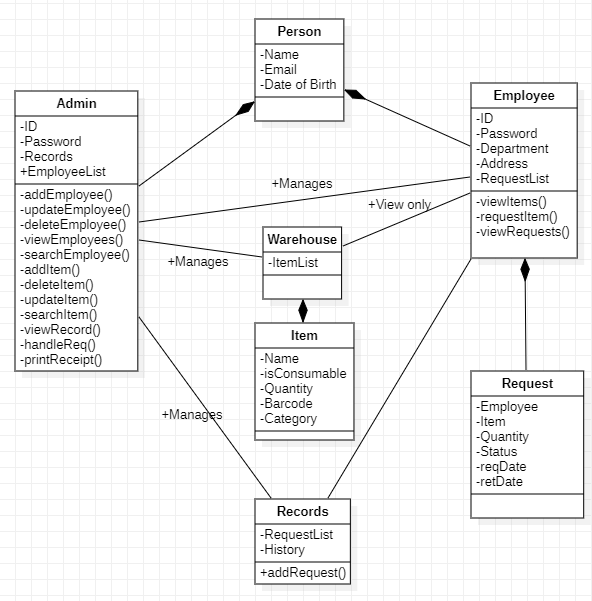 Person
-Name
-Email
-Date of Birth
Admin
-ID
-Password
-Records
+EmployeeList
-addEmployee()
-updateEmployee()
-deleteEmployee()
-viewEmployees()
-searchEmployee()
-addItem()
-deleteItem()
-updateItem()
-searchItem()
-viewRecord()
-handleReq()
-printReceipt()
Employee
-ID
-Password
-Department
-Address
-RequestList
-viewItems()
-requestItem()
-viewRequests()
+Manages
+View only
+Manages
+Manages
Warehouse
-ItemList
Item
-Name
-isConsumable
-Quantity
-Barcode
-Category
Request
-Employee
-Item
-Quantity
-Status
-reqDate
-retDate
Records
-RequestList
-History
+addRequest()